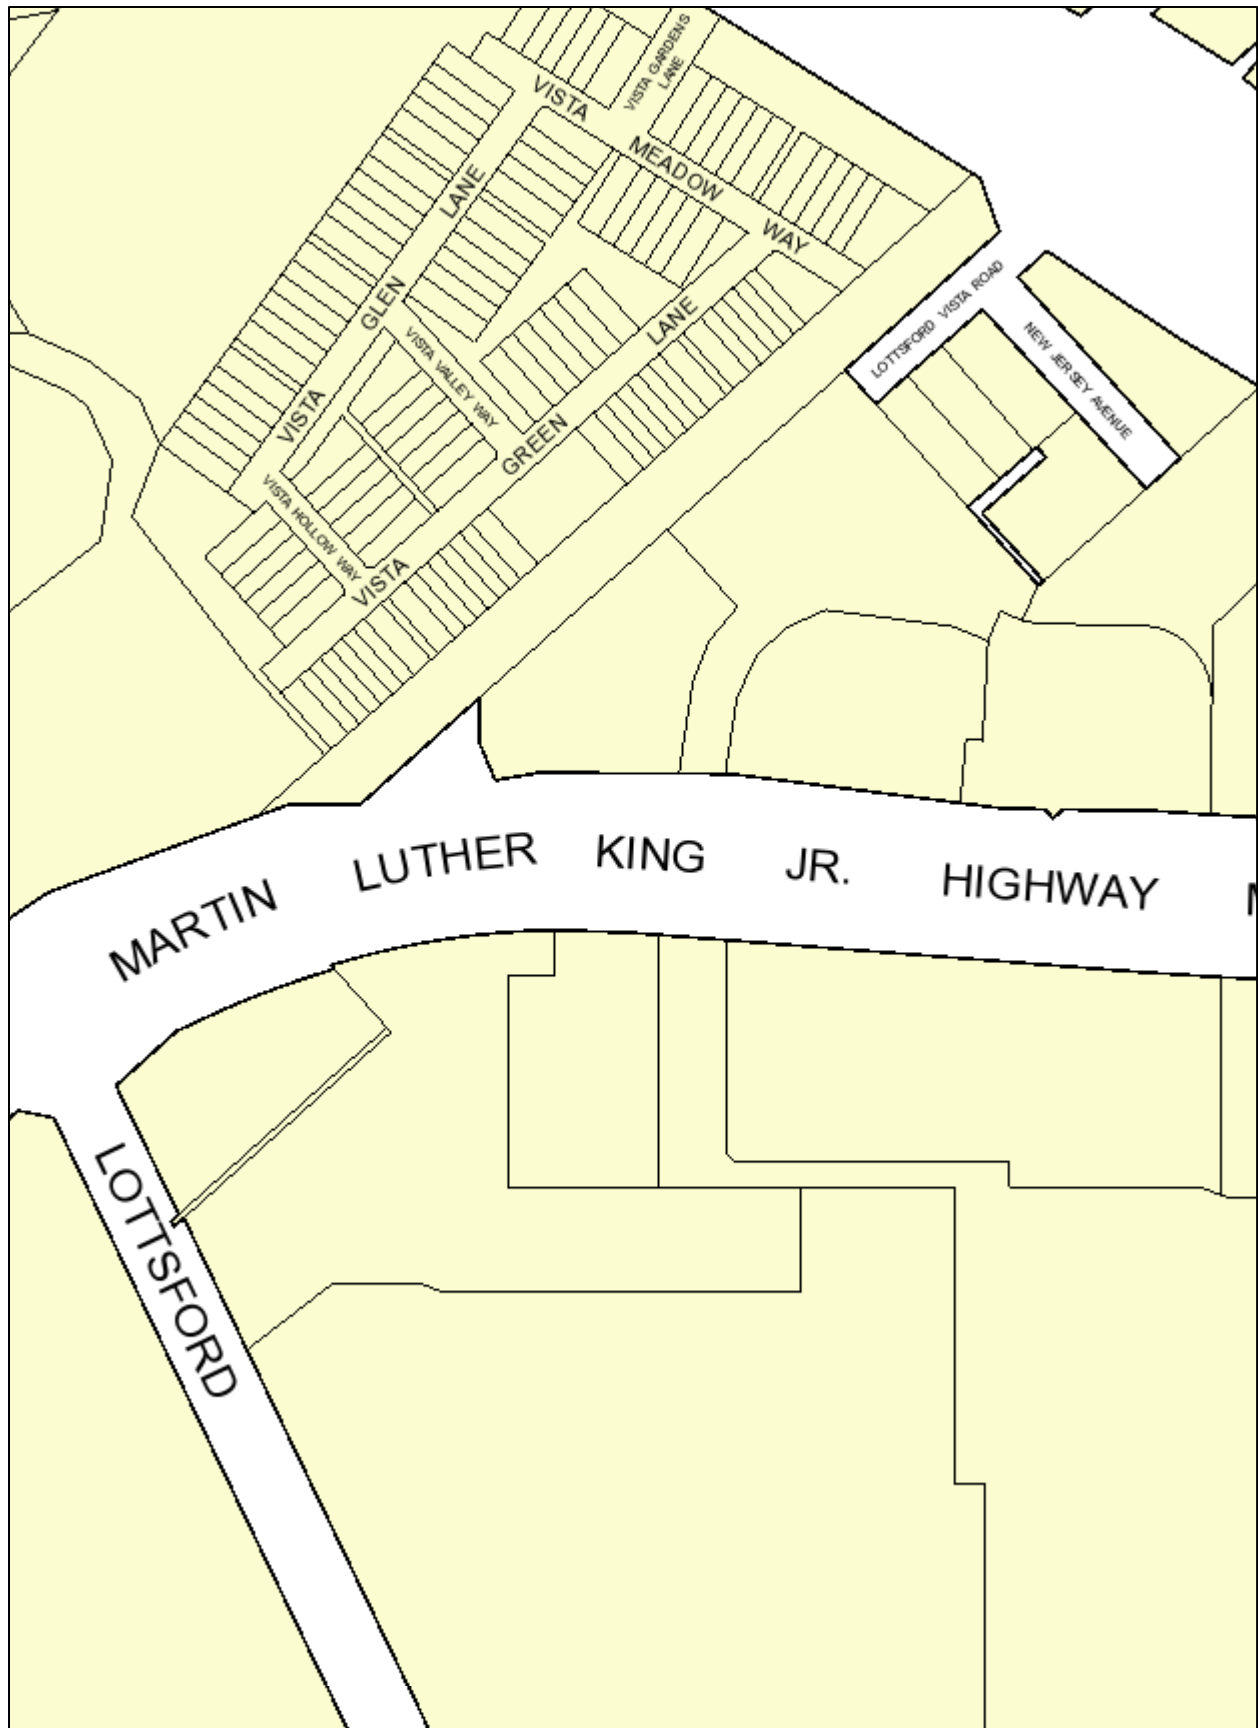 VISTA GARDENS
LANE
VISTA MEADOW WAY
VISTA GLEN LANE
VISTA VALLEY WAY
VISTA GREEN LANE
VISTA HOLLOW WAY
LOTTSFORD VISTA ROAD
NEW JERSEY AVENUE
MARTIN LUTHER KING JR. HIGHWAY
LOTTSFORD